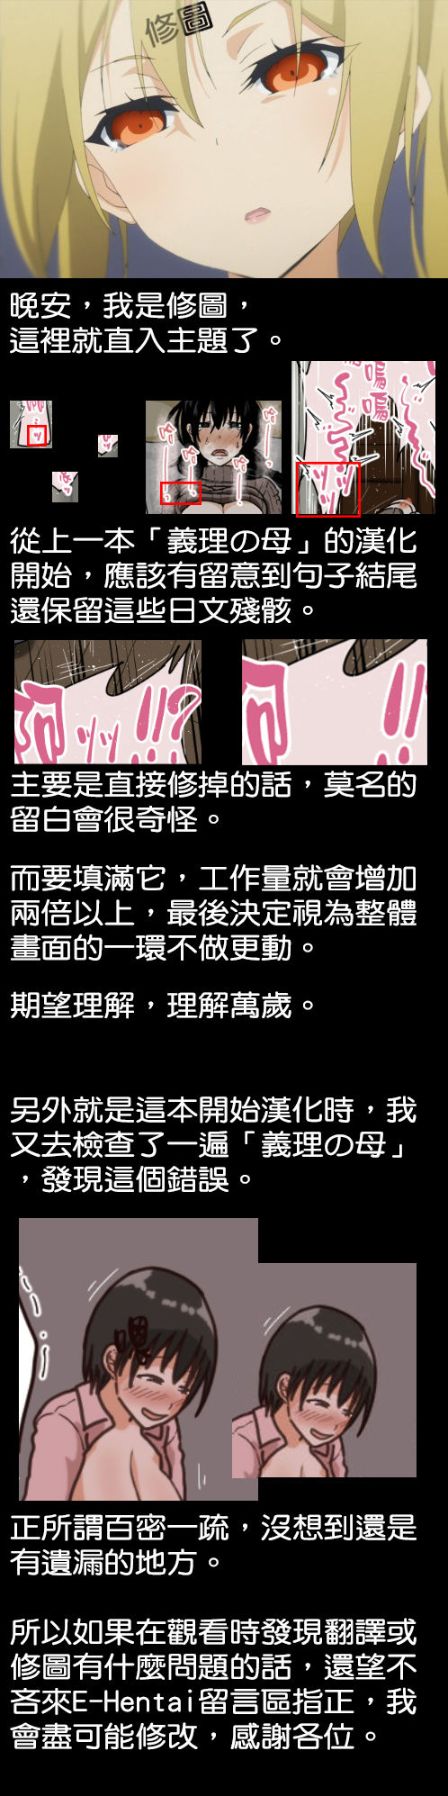 修圖
晚安，我是修圖，
這裡就直入主題了。
ッ
嗚嗚
ッッ
從上一本「義理の母」的漢化
開始，應該有留意到句子結尾
還保留這些日文殘骸。
ッッ!!?
!!
主要是直接修掉的話，莫名的
留白會很奇怪。
而要填滿它，工作量就會增加
兩倍以上，最後決定視為整體
畫面的一環不做更動。
期望理解，理解萬歲。
另外就是這本開始漢化時，我
又去檢查了一遍「義理の母」
，發現這個錯誤。
嗯
正所謂百密一疏，沒想到還是
有遺漏的地方。
所以如果在觀看時發現翻譯或
修圖有什麼問題的話，還望不
吝來E-Hentai留言區指正，我
會盡可能修改，感謝各位。